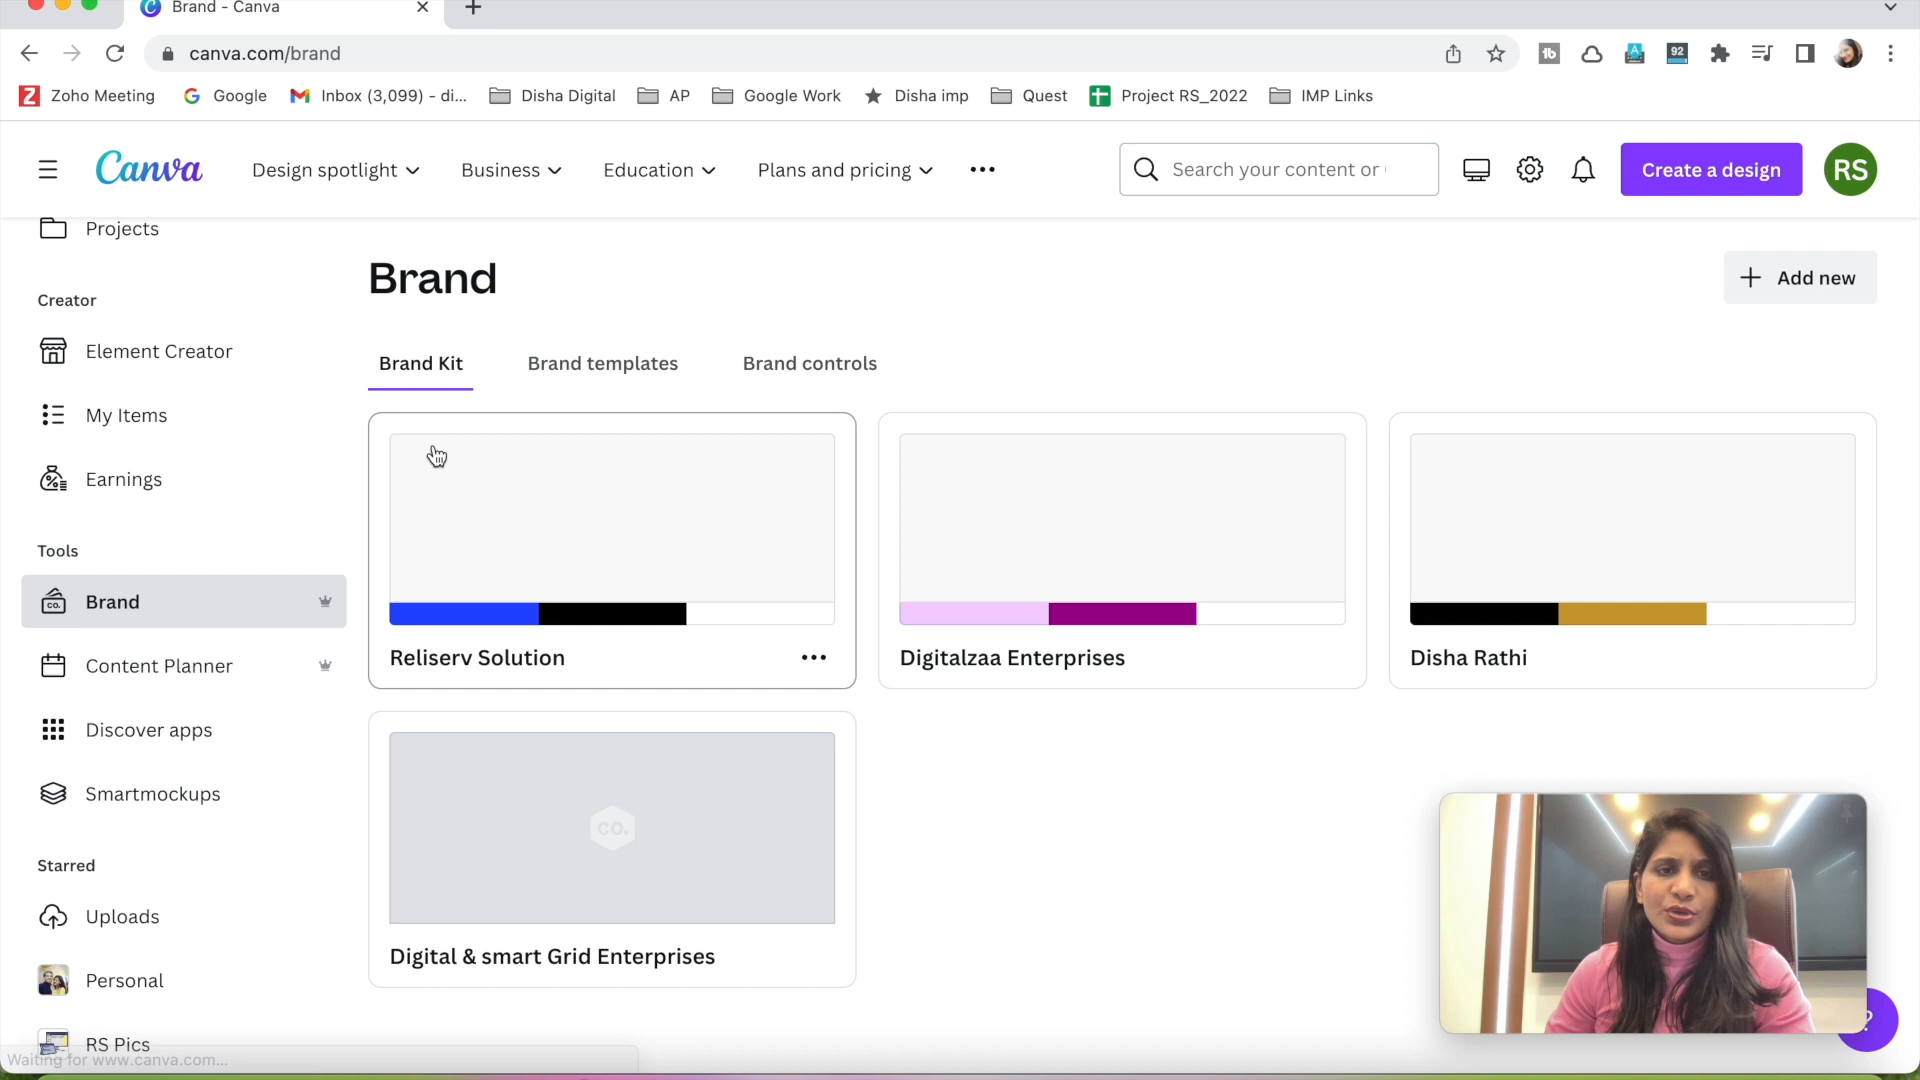 Brand - Canva
canva.com/brand
92
Zoho Meeting Google Inbox (3,099) - di... Disha Digital AP Google Work Disha imp Quest Project RS_2022 IMP Links
Canva Design spotlight Business Education Plans and pricing ••• Search your content or Create a design RS
Projects
Creator
Element Creator
My Items
Earnings
Tools
Brand
Content Planner
Discover apps
Smartmockups
Starred
Uploads
Personal
RS Pics
Waiting for www.canva.com...
Brand
Add new
Brand Kit Brand templates Brand controls
Reliserv Solution
Digitalzaa Enterprises
Disha Rathi
CO.
Digital & smart Grid Enterprises